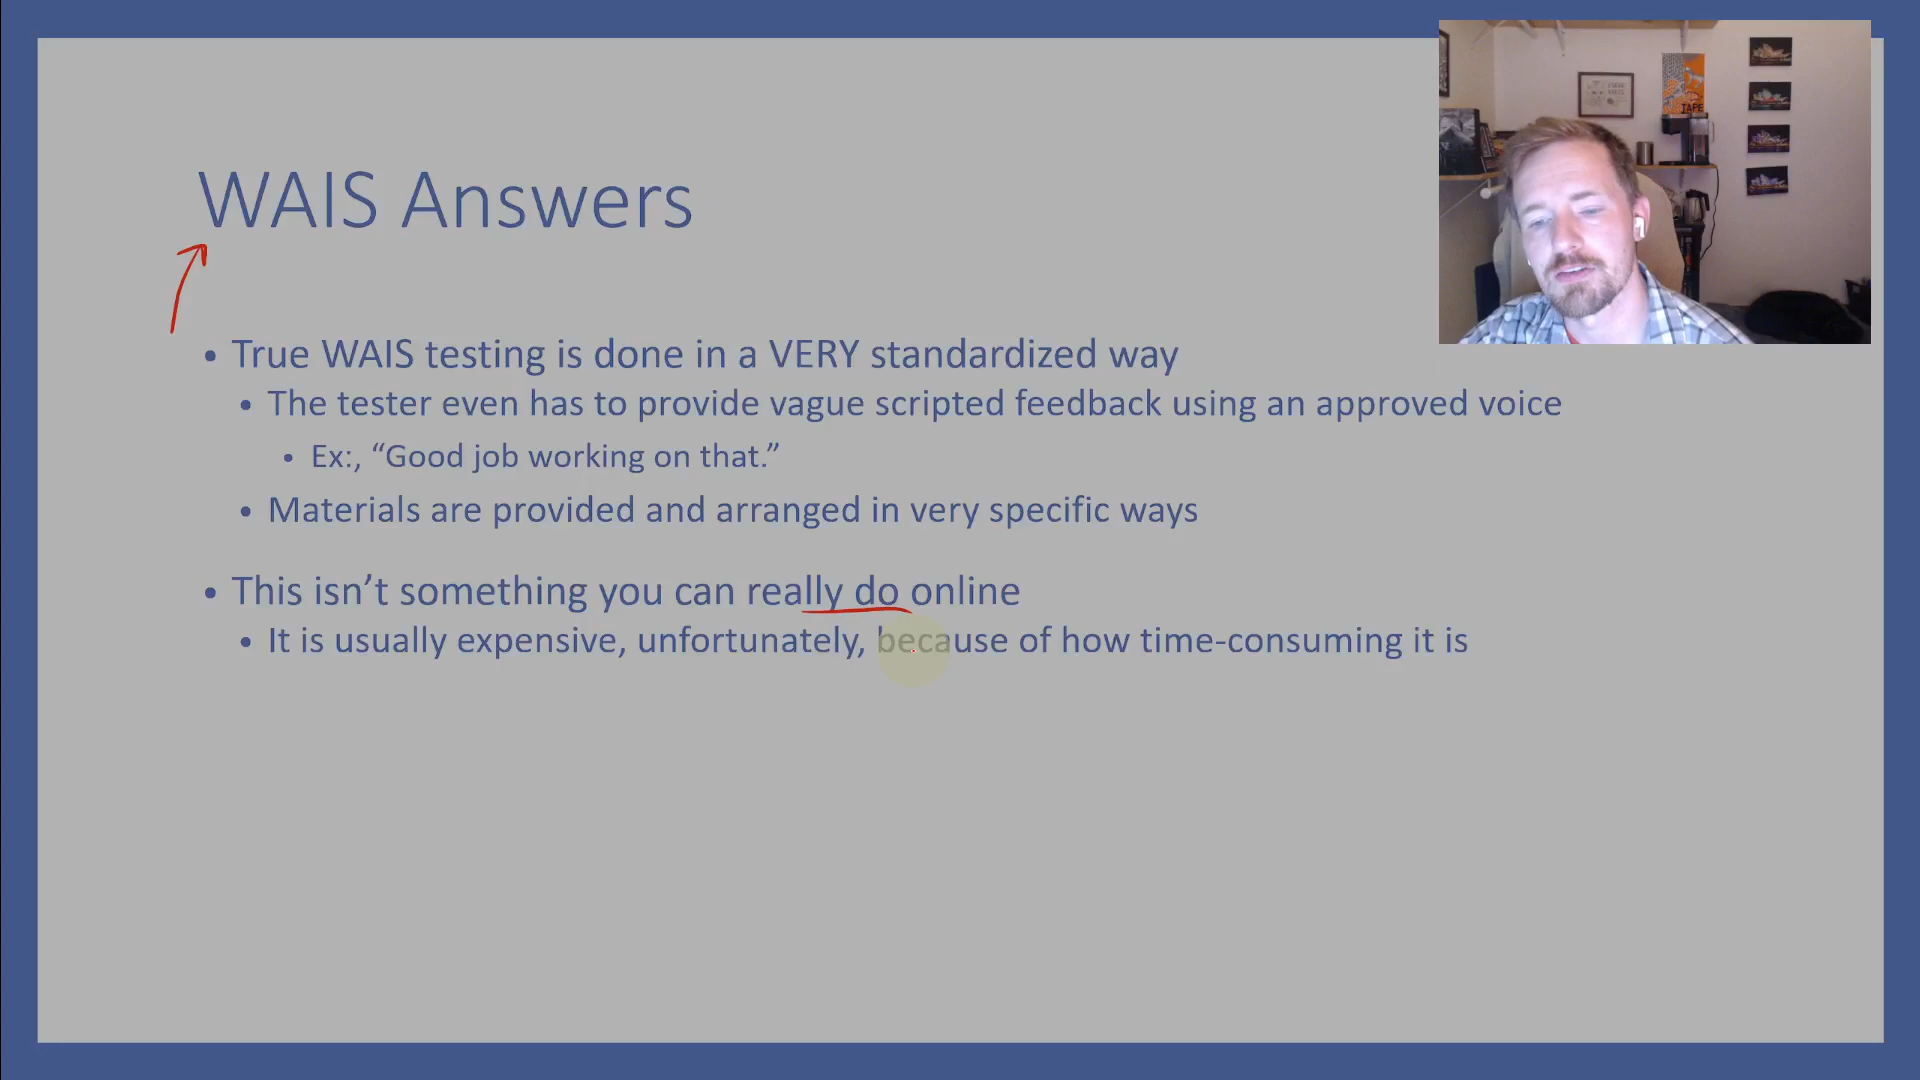 WAIS Answers
• True WAIS testing is done in a VERY standardized way
• The tester even has to provide vague scripted feedback using an approved voice
• Ex:, “Good job working on that.”
• Materials are provided and arranged in very specific ways
• This isn’t something you can really do online
• It is usually expensive, unfortunately, because of how time-consuming it is
TAPE